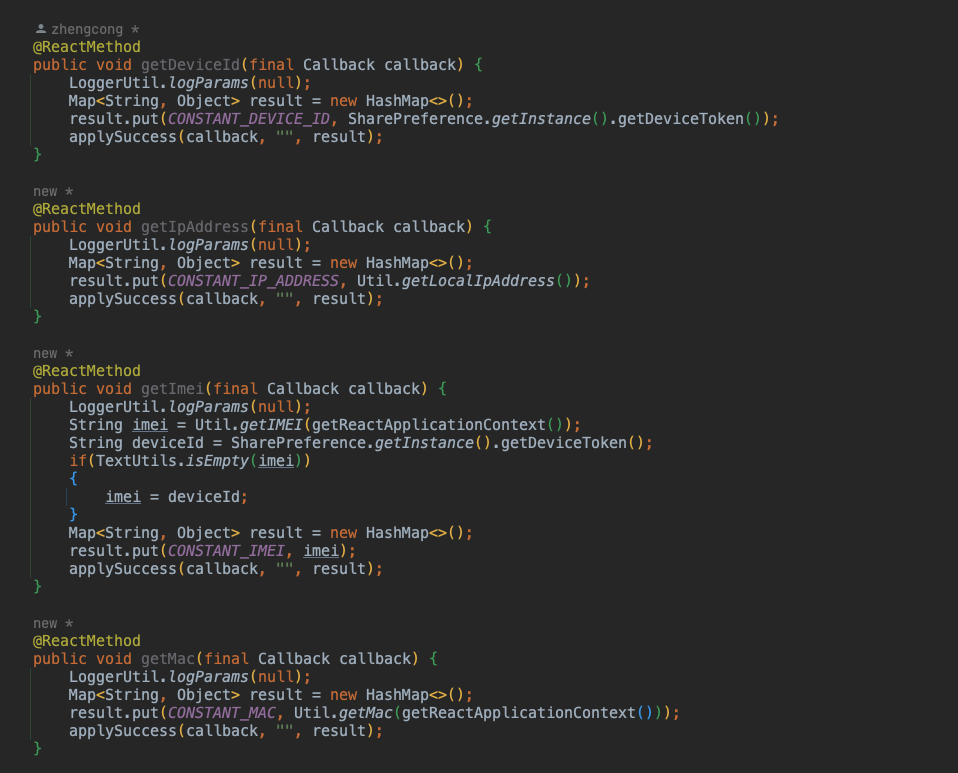 zhengcong *
@ReactMethod
public void getDeviceId(final Callback callback) {
    LoggerUtil.logParams(null);
    Map<String, Object> result = new HashMap<>();
    result.put(CONSTANT_DEVICE_ID, SharePreference.getInstance().getDeviceToken());
    applySuccess(callback, "", result);
}
new *
@ReactMethod
public void getIpAddress(final Callback callback) {
    LoggerUtil.logParams(null);
    Map<String, Object> result = new HashMap<>();
    result.put(CONSTANT_IP_ADDRESS, Util.getLocalIpAddress());
    applySuccess(callback, "", result);
}
new *
@ReactMethod
public void getImei(final Callback callback) {
    LoggerUtil.logParams(null);
    String imei = Util.getIMEI(getReactApplicationContext());
    String deviceId = SharePreference.getInstance().getDeviceToken();
    if(TextUtils.isEmpty(imei))
    {
        imei = deviceId;
    }
    Map<String, Object> result = new HashMap<>();
    result.put(CONSTANT_IMEI, imei);
    applySuccess(callback, "", result);
}
new *
@ReactMethod
public void getMac(final Callback callback) {
    LoggerUtil.logParams(null);
    Map<String, Object> result = new HashMap<>();
    result.put(CONSTANT_MAC, Util.getMac(getReactApplicationContext()));
    applySuccess(callback, "", result);
}